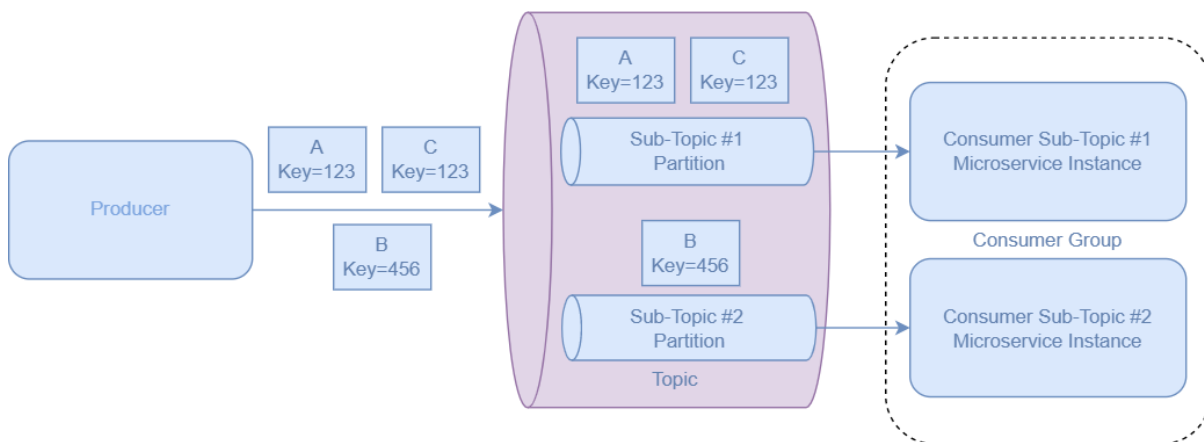 Producer
A
Key=123
C
Key=123
B
Key=456
A
Key=123
C
Key=123
Sub-Topic #1
Partition
B
Key=456
Sub-Topic #2
Partition
Topic
Consumer Sub-Topic #1
Microservice Instance
Consumer Group
Consumer Sub-Topic #2
Microservice Instance